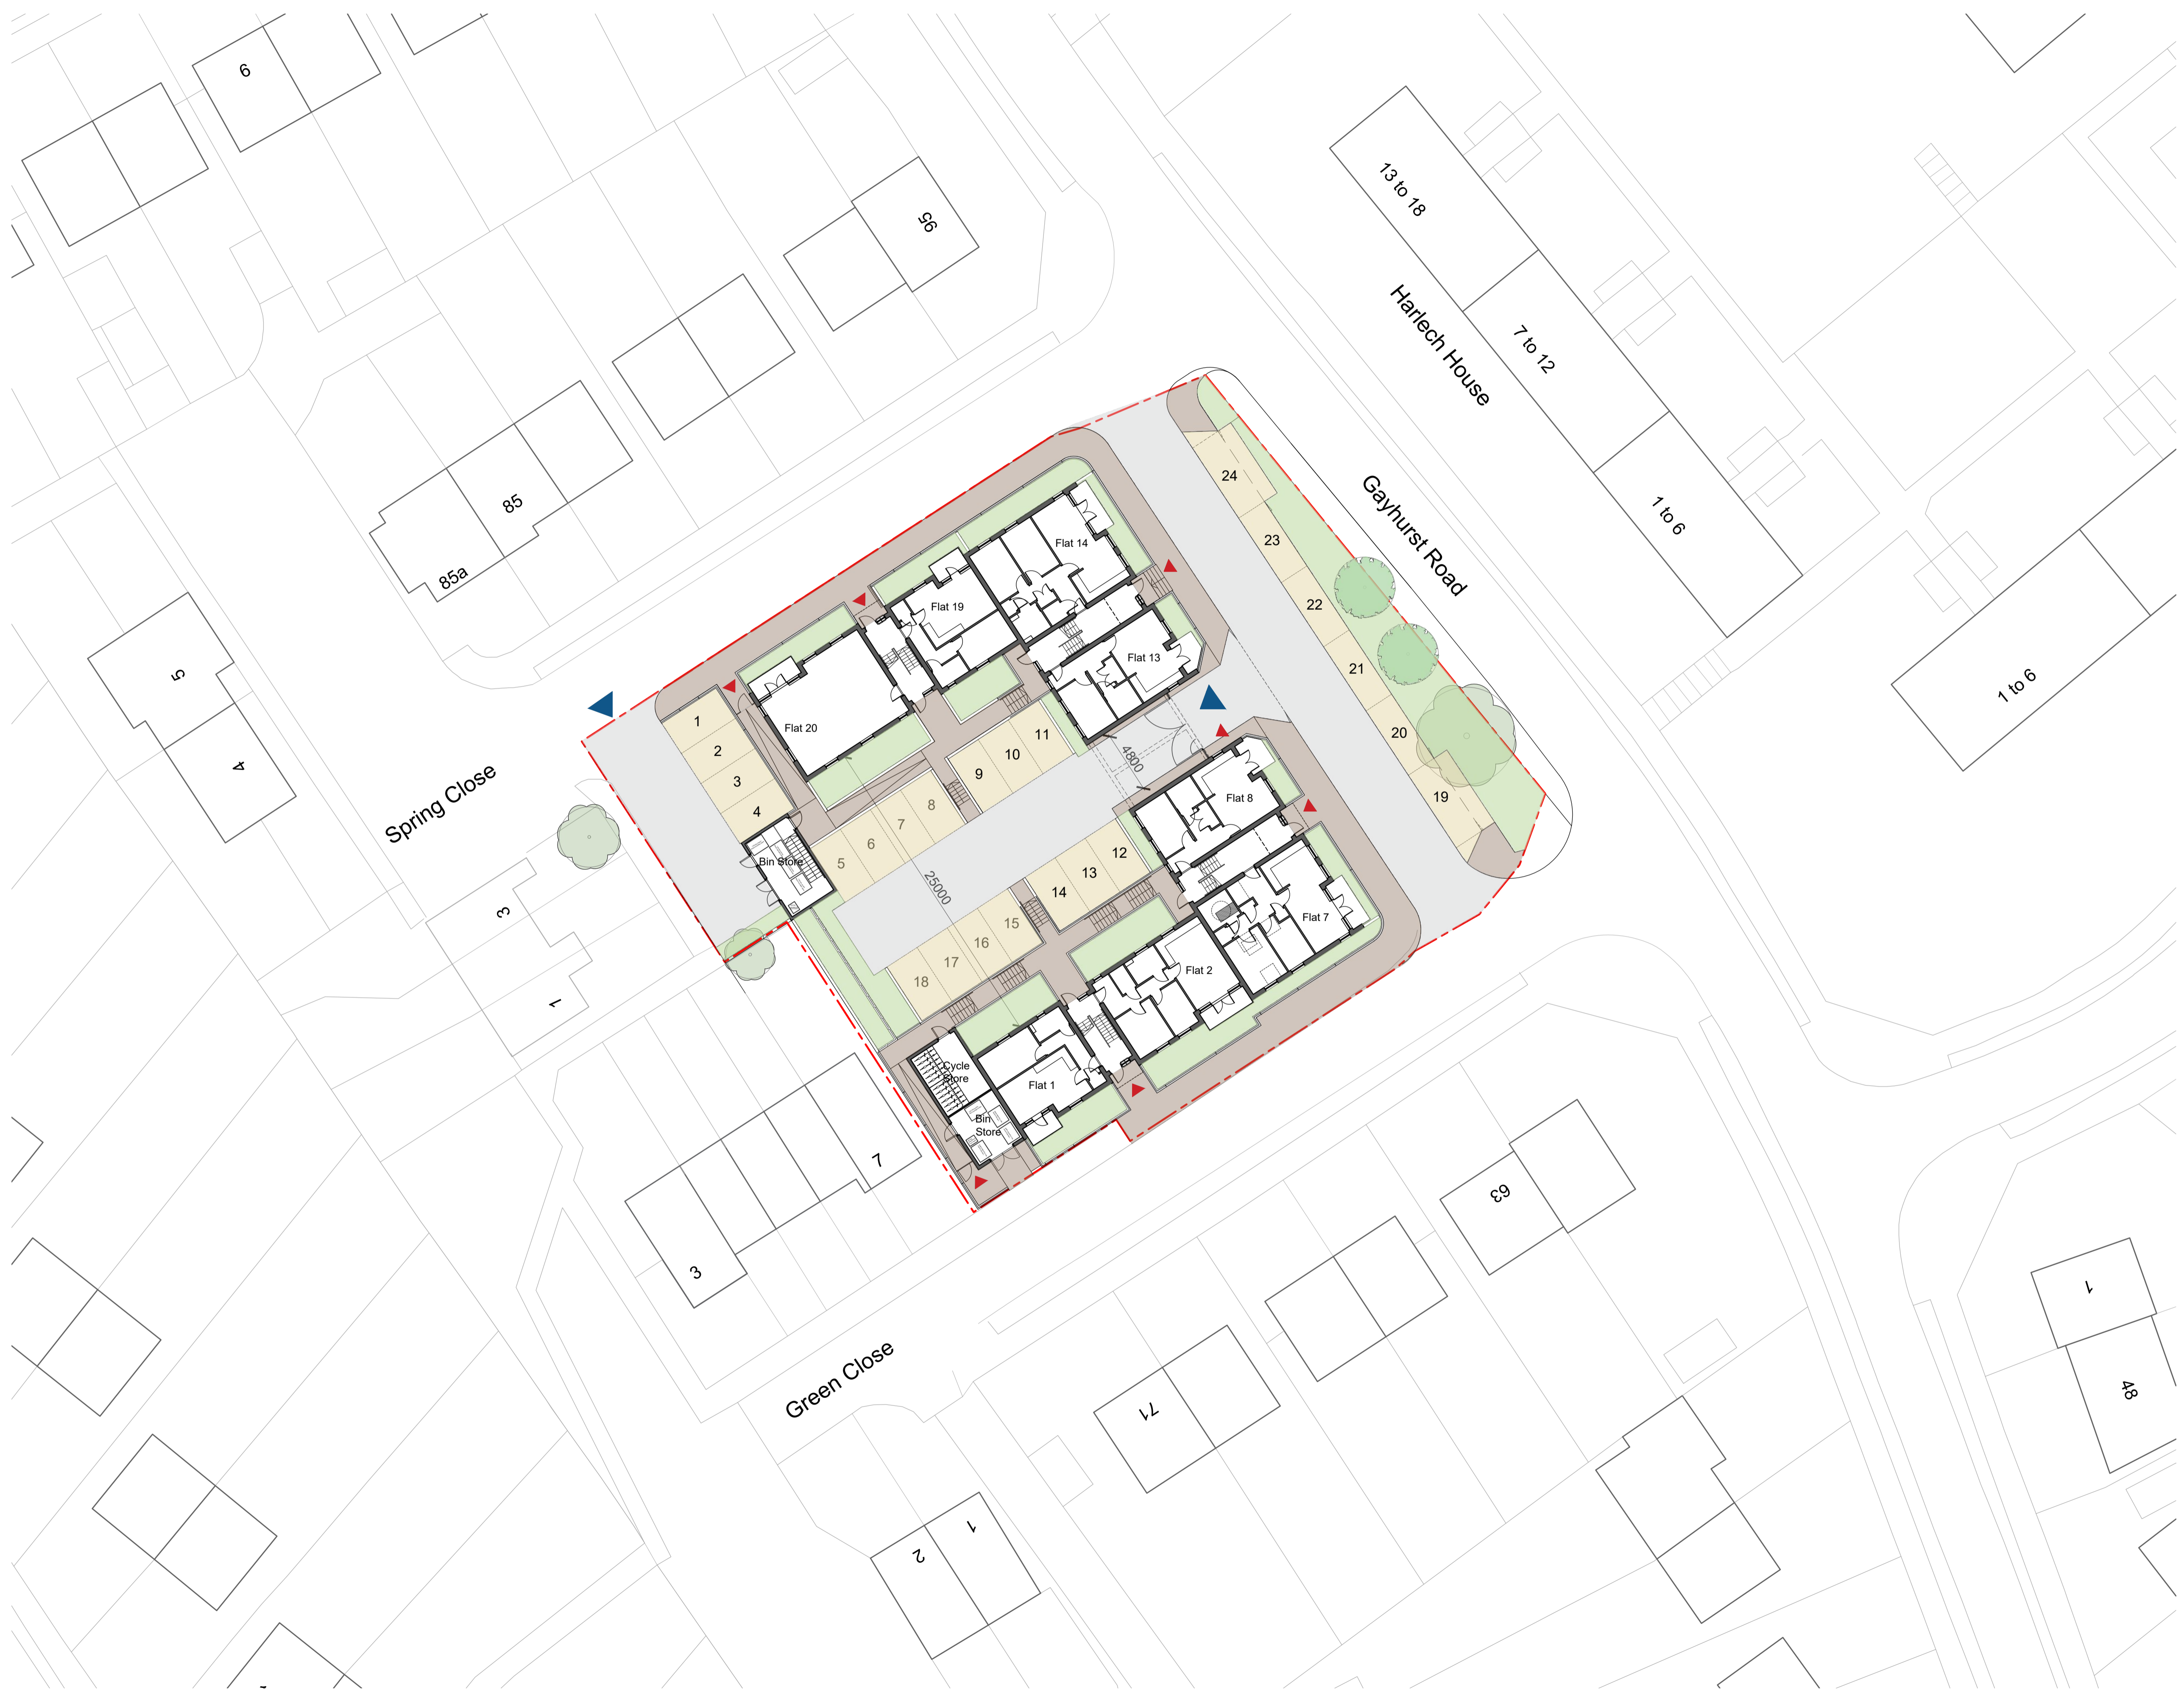 6
95
13 to 18
Harlech House
7 to 12
1 to 6
Gayhurst Road
1 to 6
85
85a
5
4
Spring Close
3
1
24
23
22
21
20
19
Flat 14
Flat 19
Flat 13
Flat 20
1
2
3
4
Bin Store
5
6
7
8
9
10
11
4800
25000
Flat 8
12
13
14
15
16
17
18
Flat 7
Flat 2
Cycle
Store
Flat 1
Bin
Store
7
3
Green Close
63
71
1
2
1
48